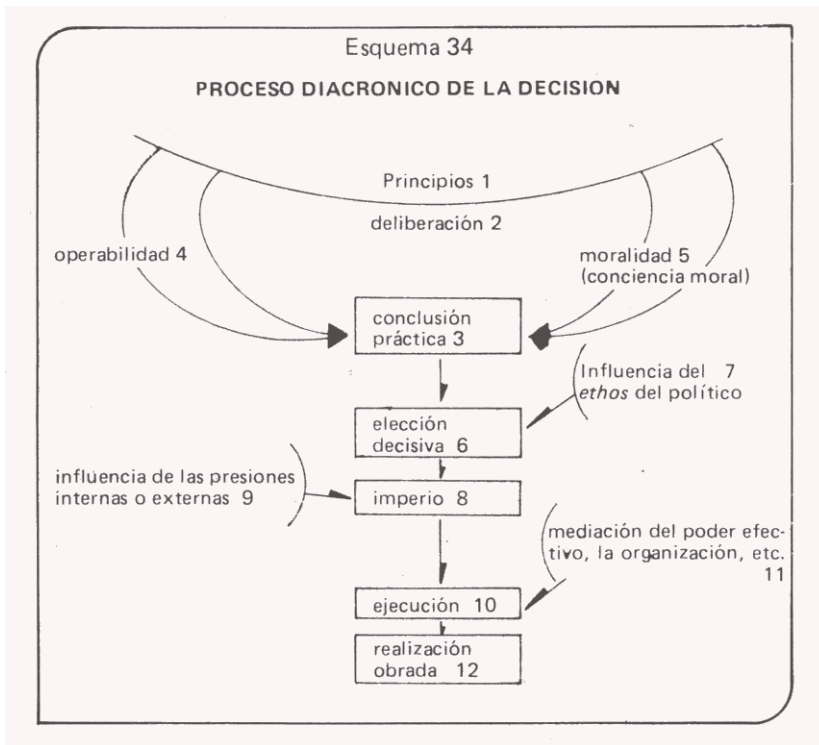 Esquema 34
PROCESO DIACRONICO DE LA DECISION
Principios 1
deliberación 2
operabilidad 4
moralidad 5
(conciencia moral)
conclusión
práctica 3
Influencia del 7
ethos del político
elección
decisiva 6
influencia de las presiones
internas o externas 9
imperio 8
mediación del poder efec-
tivo, la organización, etc.
11
ejecución 10
realización
obrada 12